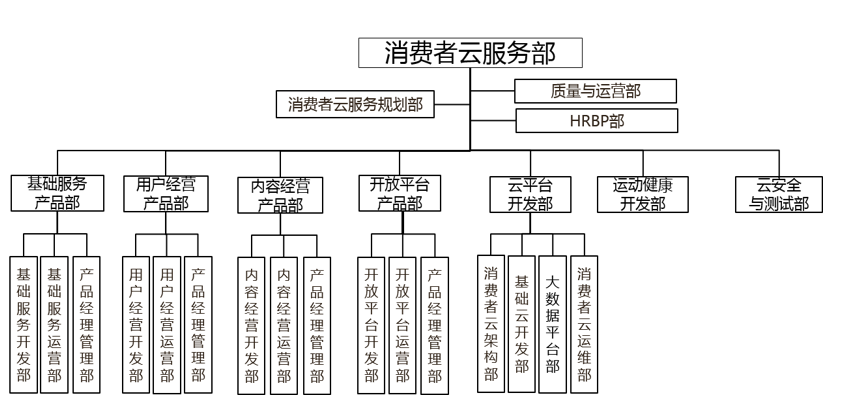 消费者云服务部
质量与运营部
消费者云服务规划部
HRBP部
基础服务
产品部
用户经营
产品部
内容经营
产品部
开放平台
产品部
云平台
开发部
运动健康
开发部
云安全
与测试部
基础服务开发部
基础服务运营部
产品经理管理部
用户经营开发部
用户经营运营部
产品经理管理部
内容经营开发部
内容经营运营部
产品经理管理部
开放平台开发部
开放平台运营部
产品经理管理部
消费者云架构部
基础云开发部
大数据平台部
消费者云运维部